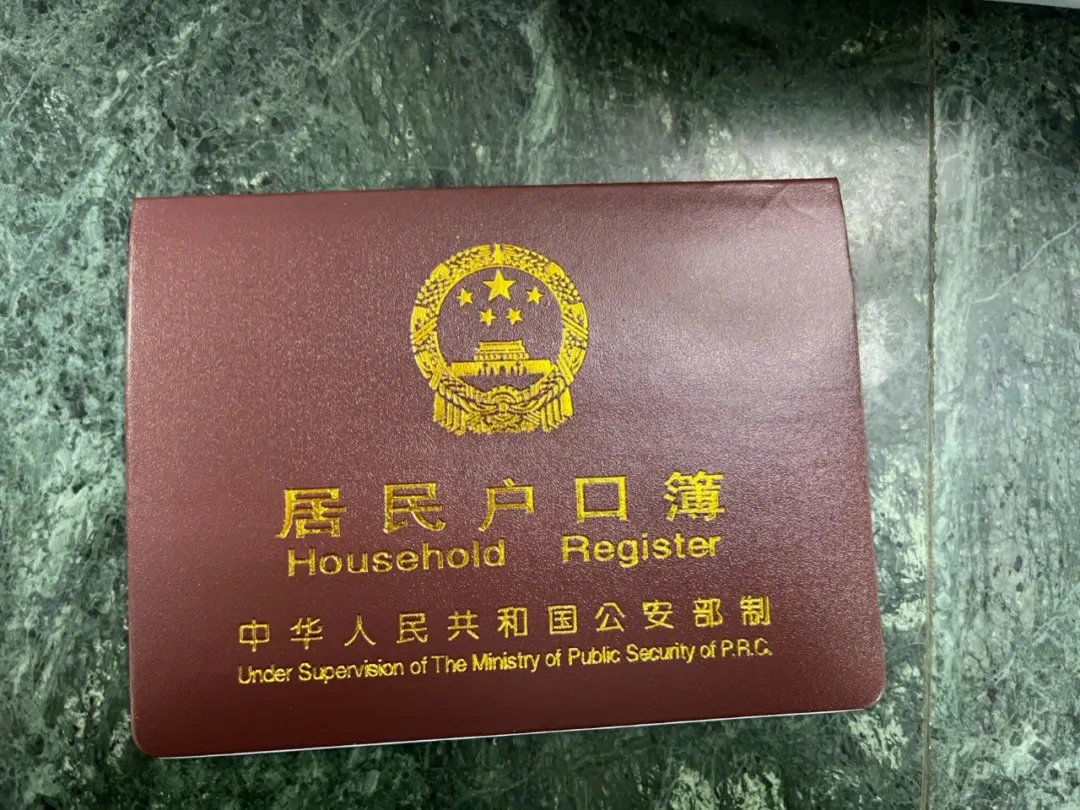 居民户口簿
Household Register
中华人民共和国公安部制
Under Supervision of The Ministry of Public Security of P.R.C.